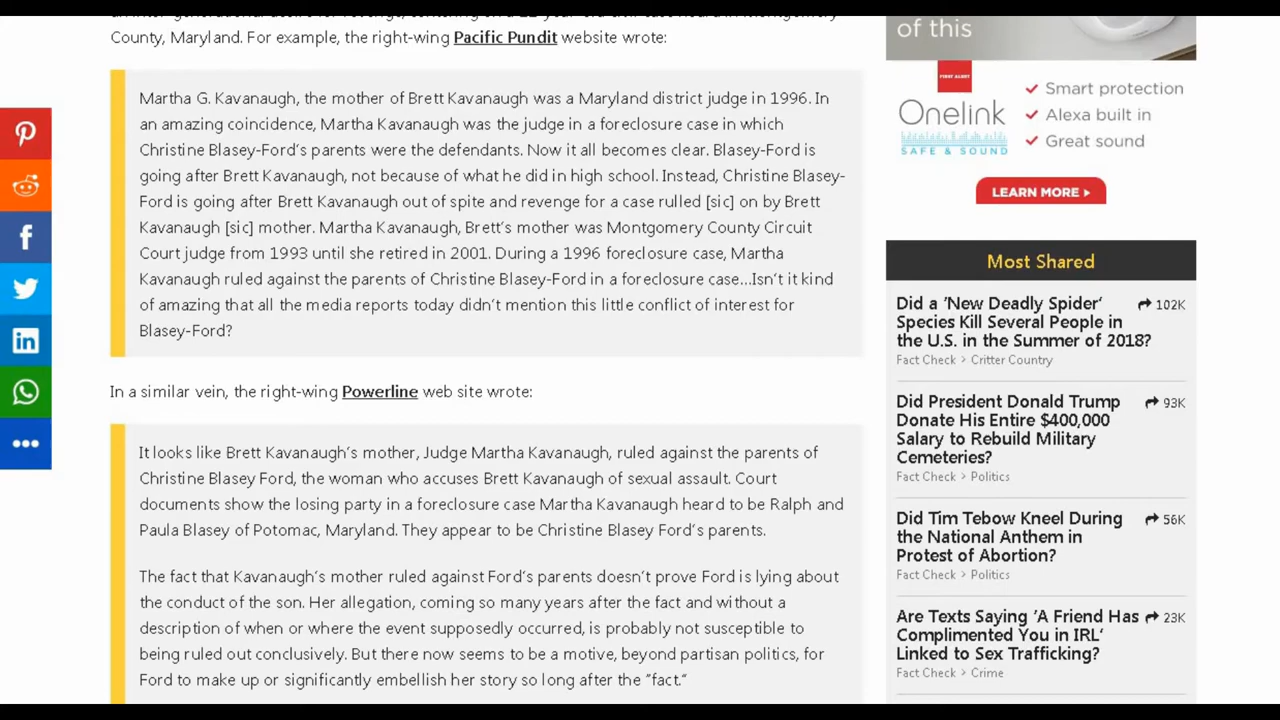 County, Maryland. For example, the right-wing Pacific Pundit website wrote:
Martha G. Kavanaugh, the mother of Brett Kavanaugh was a Maryland district judge in 1996. In
an amazing coincidence, Martha Kavanaugh was the judge in a foreclosure case in which
Christine Blasey-Ford's parents were the defendants. Now it all becomes clear. Blasey-Ford is
going after Brett Kavanaugh, not because of what he did in high school. Instead, Christine Blasey-
Ford is going after Brett Kavanaugh out of spite and revenge for a case rulled [sic] on by Brett
Kavanaugh [sic] mother. Martha Kavanaugh, Brett's mother was Montgomery County Circuit
Court judge from 1993 until she retired in 2001. During a 1996 foreclosure case, Martha
Kavanaugh ruled against the parents of Christine Blasey-Ford in a foreclosure case...Isn't it kind
of amazing that all the media reports today didn't mention this little conflict of interest for
Blasey-Ford?
In a similar vein, the right-wing Powerline web site wrote:
It looks like Brett Kavanaugh's mother, Judge Martha Kavanaugh, ruled against the parents of
Christine Blasey Ford, the woman who accuses Brett Kavanaugh of sexual assault. Court
documents show the losing party in a foreclosure case Martha Kavanaugh heard to be Ralph and
Paula Blasey of Potomac, Maryland. They appear to be Christine Blasey Ford's parents.
The fact that Kavanaugh's mother ruled against Ford's parents doesn't prove Ford is lying about
the conduct of the son. Her allegation, coming so many years after the fact and without a
description of when or where the event supposedly occurred, is probably not susceptible to
being ruled out conclusively. But there now seems to be a motive, beyond partisan politics, for
Ford to make up or significantly embellish her story so long after the "fact."
of this
FIRST ALERT
Onelink
SAFE & SOUND
Smart protection
Alexa built in
Great sound
LEARN MORE
Most Shared
Did a 'New Deadly Spider' 102K
Species Kill Several People in
the U.S. in the Summer of 2018?
Fact Check > Critter Country
Did President Donald Trump 93K
Donate His Entire $400,000
Salary to Rebuild Military
Cemeteries?
Fact Check > Politics
Did Tim Tebow Kneel During 56K
the National Anthem in
Protest of Abortion?
Fact Check > Politics
Are Texts Saying 'A Friend Has 23K
Complimented You in IRL'
Linked to Sex Trafficking?
Fact Check > Crime